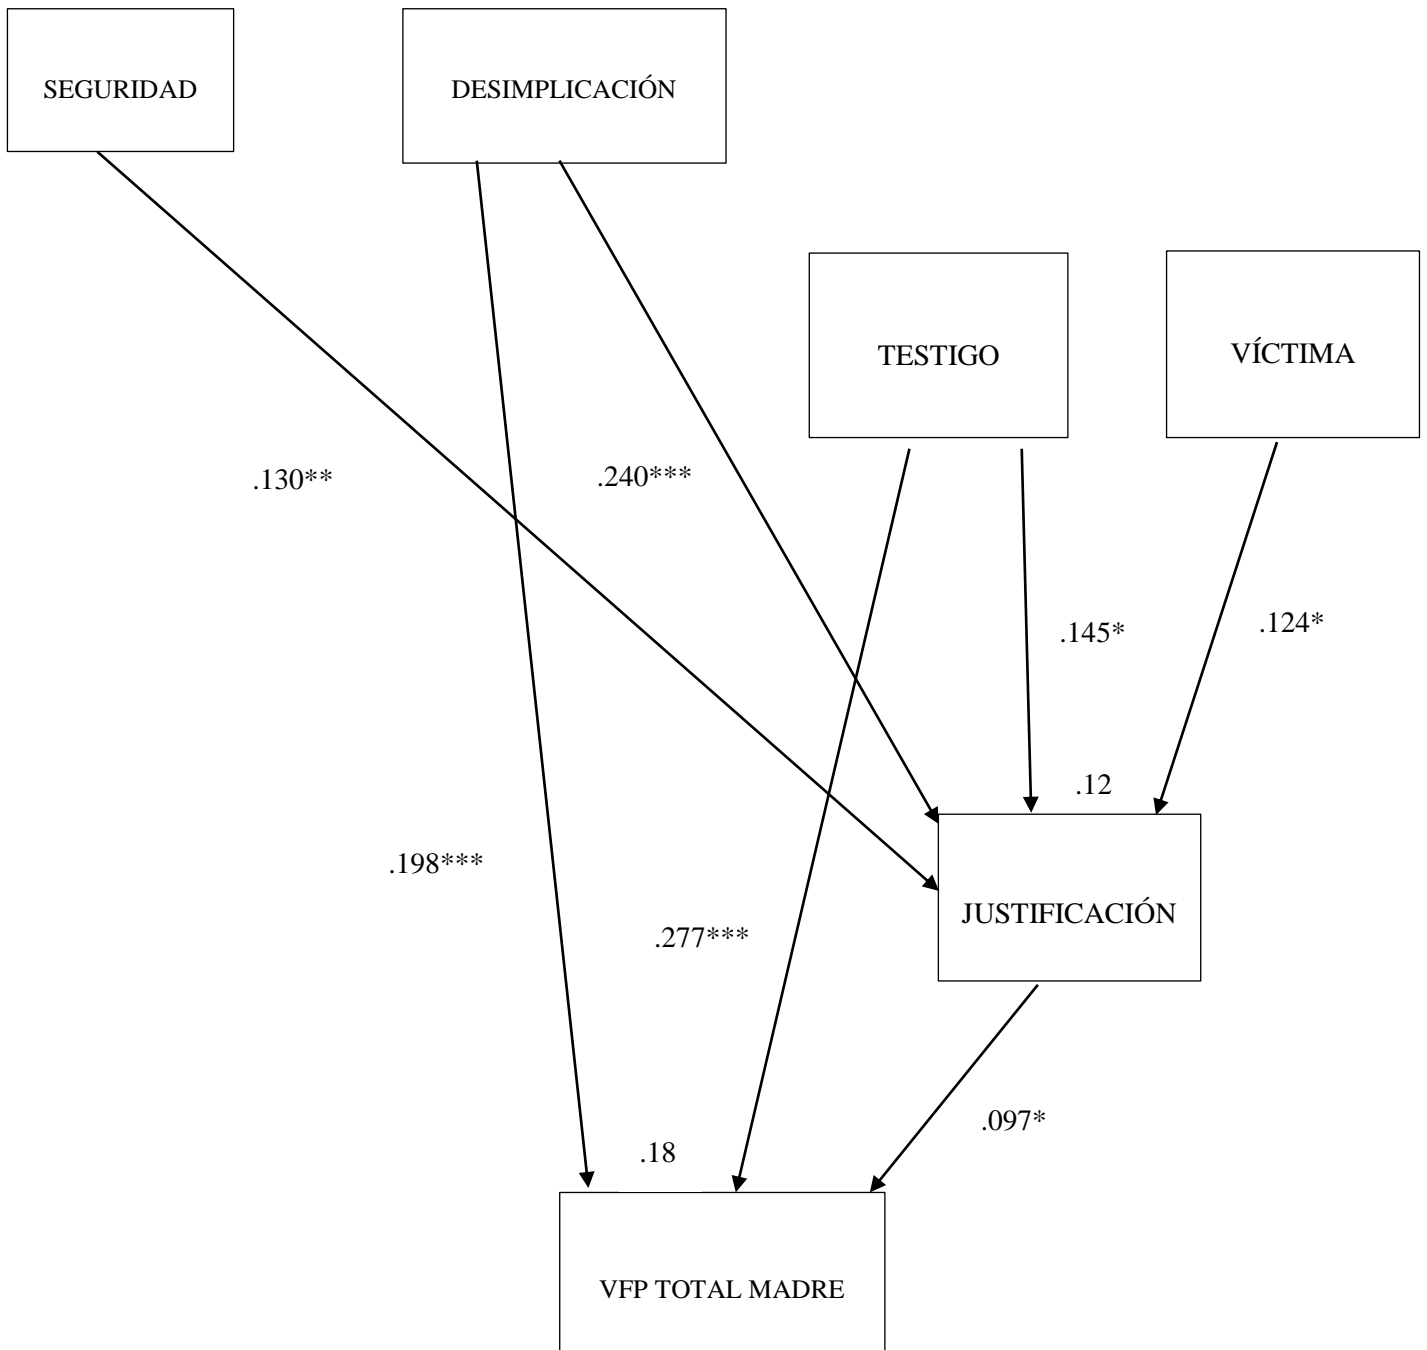 SEGURIDAD
DESIMPLICACIÓN
TESTIGO
VÍCTIMA
.130**
.240***
.145*
.124*
.12
.198***
JUSTIFICACIÓN
.277***
.097*
.18
VFP TOTAL MADRE